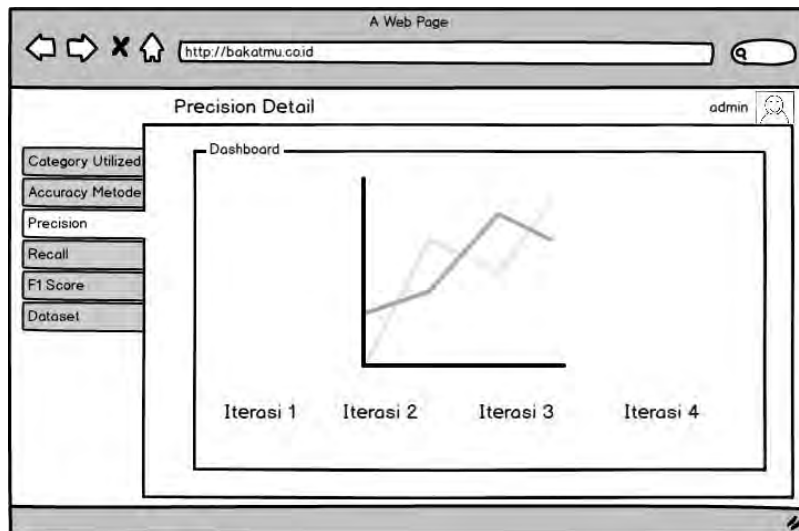 A Web Page
http://bakatmu.co.id
Precision Detail
admin
Dashboard
Category Utilized
Accuracy Metode
Precision
Recall
F1 Score
Dataset
Iterasi 1 Iterasi 2 Iterasi 3 Iterasi 4